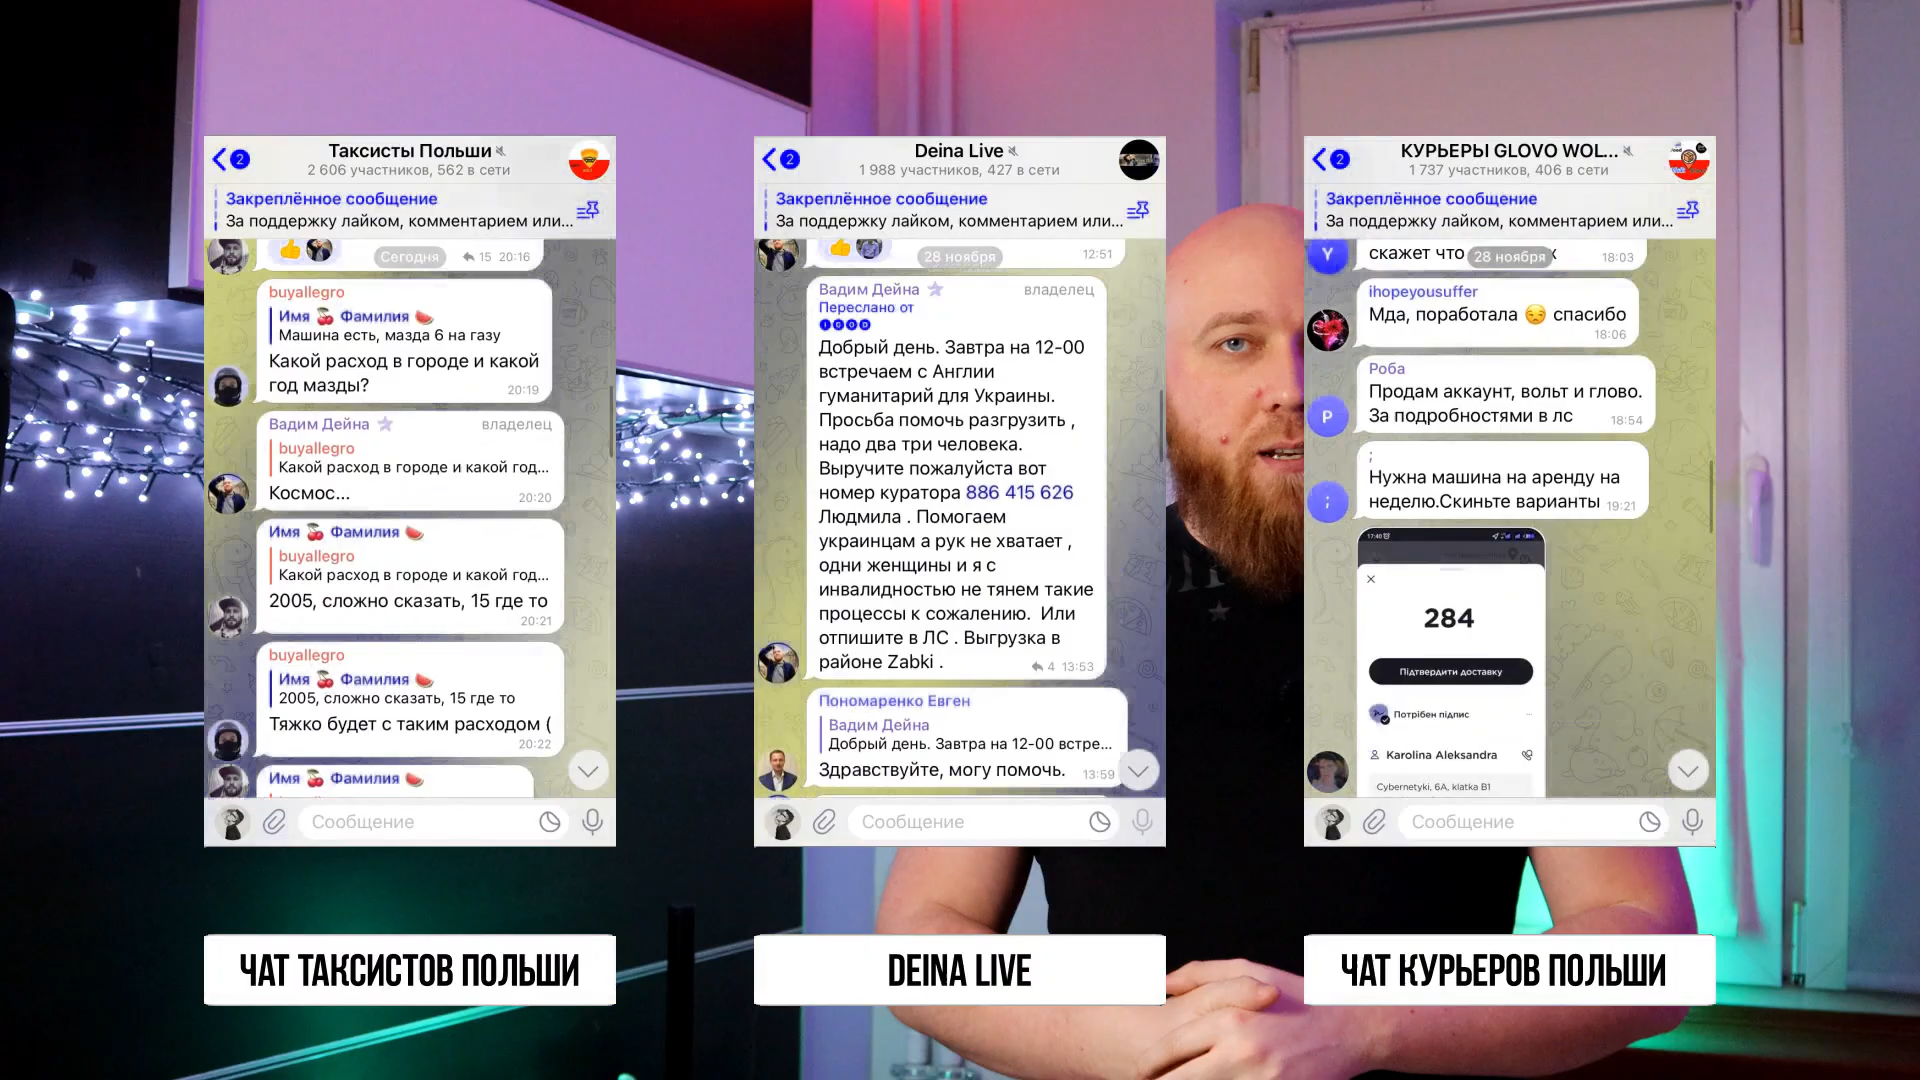 2
Таксисты Польши
2 606 участников, 562 в сети
Закреплённое сообщение
За поддержку лайком, комментарием или...
Сегодня
15 20:16
buyallegro
Имя 🍒 Фамилия 🍉
Машина есть, мазда 6 на газу
Какой расход в городе и какой
год мазды?
20:19
Вадим Дейна
владелец
buyallegro
Какой расход в городе и какой год...
Космос...
20:20
Имя 🍒 Фамилия 🍉
buyallegro
Какой расход в городе и какой год...
2005, сложно сказать, 15 где то
20:21
buyallegro
Имя 🍒 Фамилия 🍉
2005, сложно сказать, 15 где то
Тяжко будет с таким расходом (
20:22
Имя 🍒 Фамилия 🍉
Сообщение
ЧАТ ТАКСИСТОВ ПОЛЬШИ
2
Deina Live
1 988 участников, 427 в сети
Закреплённое сообщение
За поддержку лайком, комментарием или...
28 ноября
12:51
Вадим Дейна
владелец
Переслано от
Добрый день. Завтра на 12-00
встречаем с Англии
гуманитарий для Украины.
Просьба помочь разгрузить ,
надо два три человека.
Выручите пожалуйста вот
номер куратора 886 415 626
Людмила . Помогаем
украинцам а рук не хватает ,
одни женщины и я с
инвалидностью не тянем такие
процессы к сожалению. Или
отпишите в ЛС . Выгрузка в
районе Zabki .
4 13:53
Пономаренко Евген
Вадим Дейна
Добрый день. Завтра на 12-00 встре...
Здравствуйте, могу помочь.
13:59
Сообщение
DEINA LIVE
2
КУРЬЕРЫ GLOVO WOL...
1 737 участников, 406 в сети
Закреплённое сообщение
За поддержку лайком, комментарием или...
Y
скажет что
28 ноября
18:03
ihopeyousuffer
Мда, поработала 😔 спасибо
18:06
Роба
Продам аккаунт, вольт и глово.
За подробностями в лс
18:54
Р
;
Нужна машина на аренду на
неделю.Скиньте варианты
19:21
;
17:40
284
Підтвердити доставку
Потрібен підпис
Karolina Aleksandra
Cybernetyki, 6A, klatka B1
Сообщение
ЧАТ КУРЬЕРОВ ПОЛЬШИ